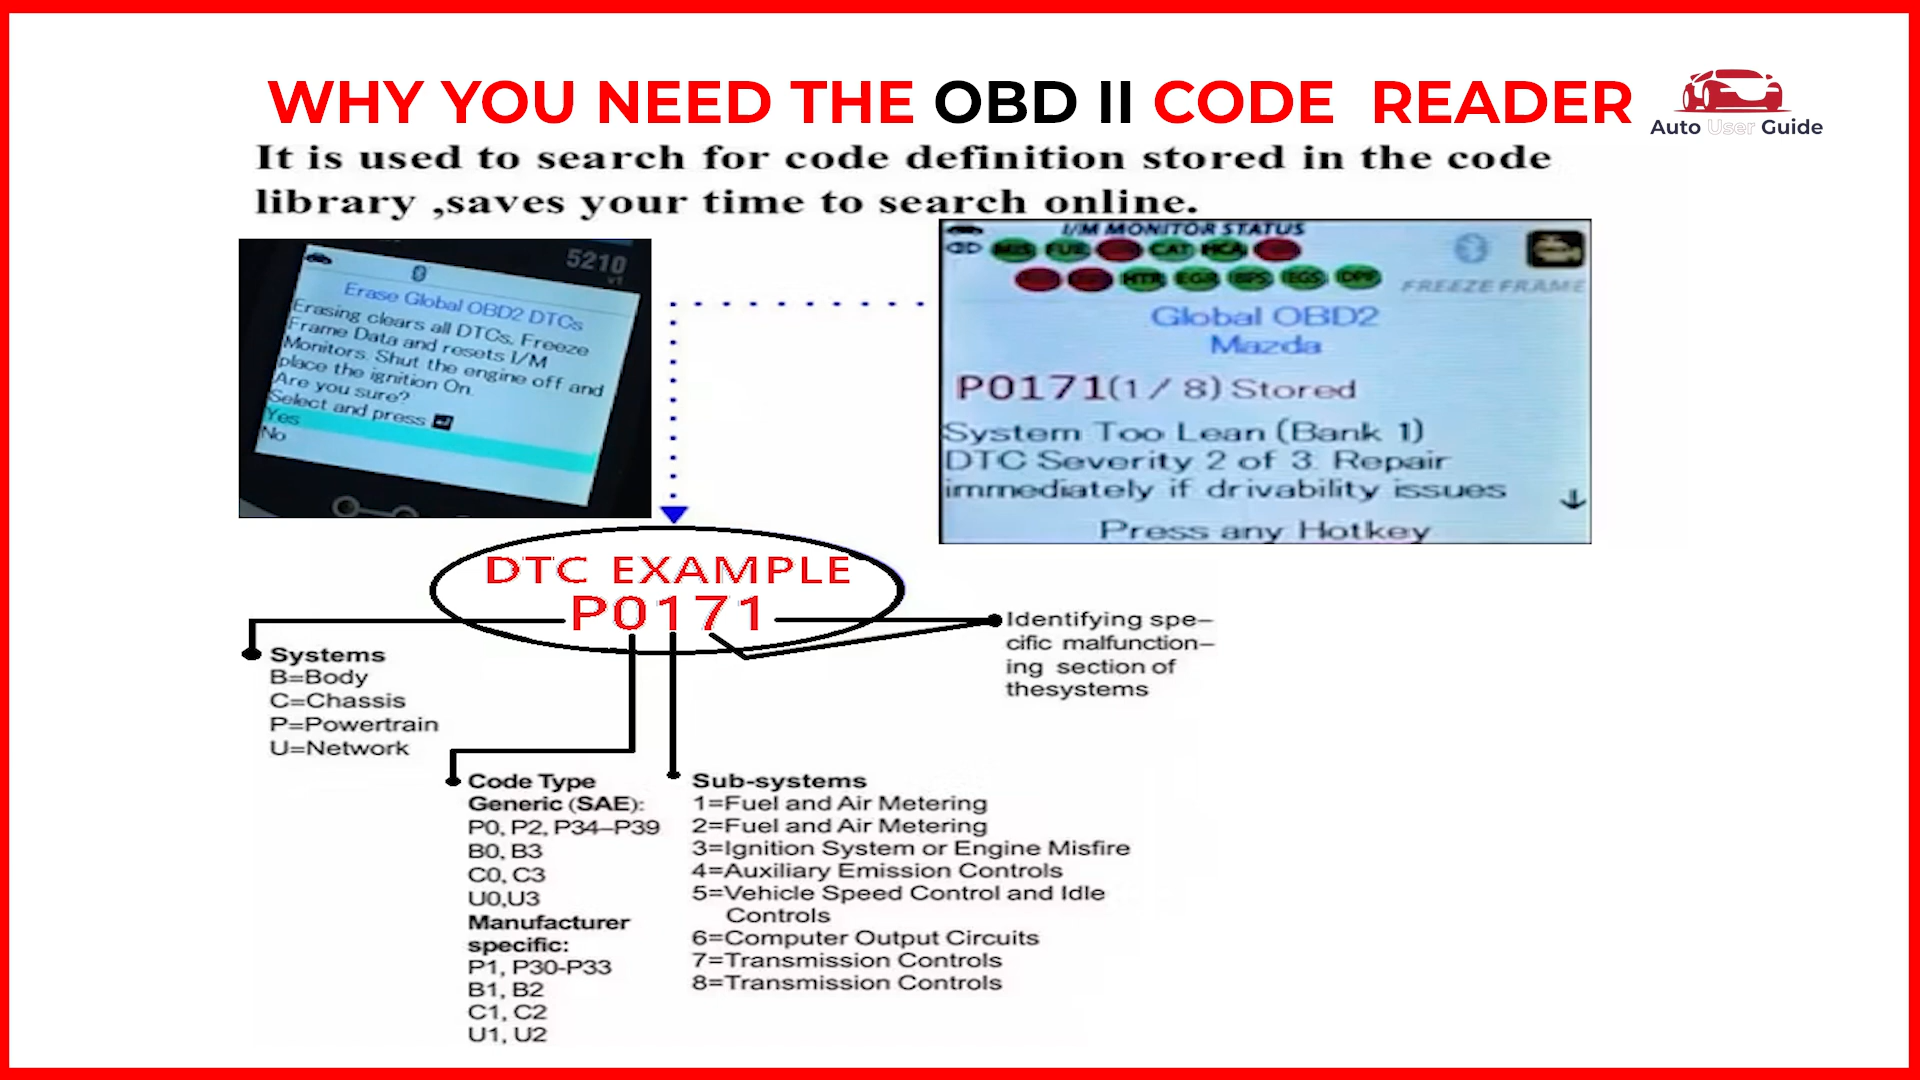 WHY YOU NEED THE OBD II CODE READER
Auto User Guide
It is used to search for code definition stored in the code
library ,saves your time to search online.
5210
v1
Erase Global OBD2 DTCs
Erasing clears all DTCs, Freeze
Frame Data and resets I/M
Monitors. Shut the engine off and
place the ignition On.
Are you sure?
Select and press
Yes
No
I/M MONITOR STATUS
MIS FUE CAT HCA
HTR EGR BPS EGS DPF
FREEZE FRAME
Global OBD2
Mazda
P0171(1 / 8) Stored
System Too Lean (Bank 1)
DTC Severity 2 of 3: Repair
immediately if drivability issues
Press any Hotkey
DTC EXAMPLE
P0171
Identifying spe–
cific malfunction–
ing section of
thesystems
Systems
B=Body
C=Chassis
P=Powertrain
U=Network
Code Type
Generic (SAE):
P0, P2, P34–P39
B0, B3
C0, C3
U0,U3
Manufacturer
specific:
P1, P30-P33
B1, B2
C1, C2
U1, U2
Sub-systems
1=Fuel and Air Metering
2=Fuel and Air Metering
3=Ignition System or Engine Misfire
4=Auxiliary Emission Controls
5=Vehicle Speed Control and Idle
Controls
6=Computer Output Circuits
7=Transmission Controls
8=Transmission Controls